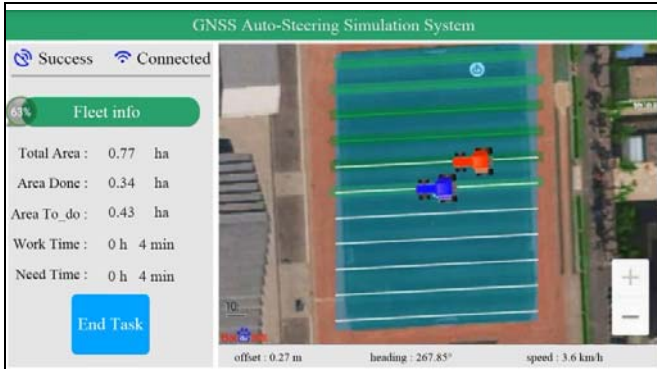 GNSS Auto-Steering Simulation System
Success Connected
63% Fleet info
Total Area : 0.77 ha
Area Done : 0.34 ha
Area To_do : 0.43 ha
Work Time : 0 h 4 min
Need Time : 0 h 4 min
End Task
10
+
−
offset : 0.27 m heading : 267.85° speed : 3.6 km/h